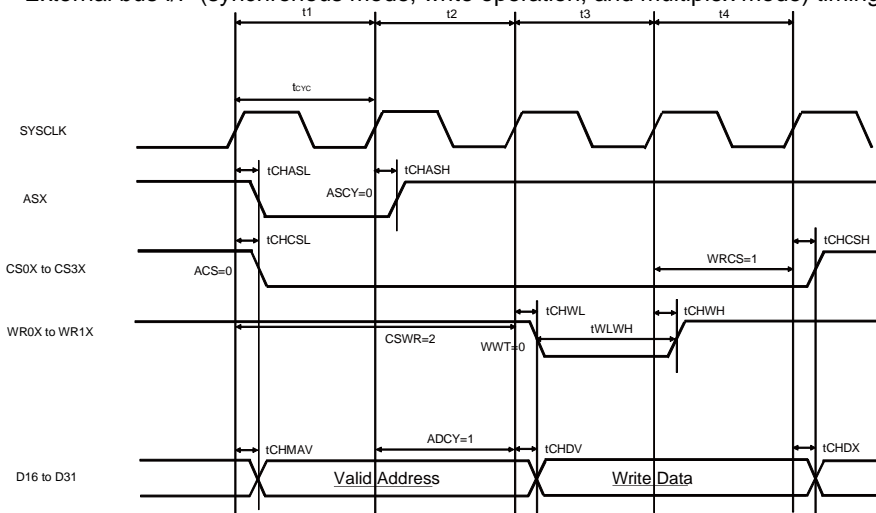 External bus I/F (synchronous mode, write operation, and multiplex mode) timing
t1 t2 t3 t4
tcyc
SYSCLK
tCHASL
tCHASH
ASCY=0
ASX
tCHCSL
tCHCSH
WRCS=1
ACS=0
CS0X to CS3X
tCHWL
tCHWH
WR0X to WR1X
tWLWH
CSWR=2
WWT=0
ADCY=1
tCHMAV
tCHDV
tCHDX
D16 to D31
Valid Address
Write Data